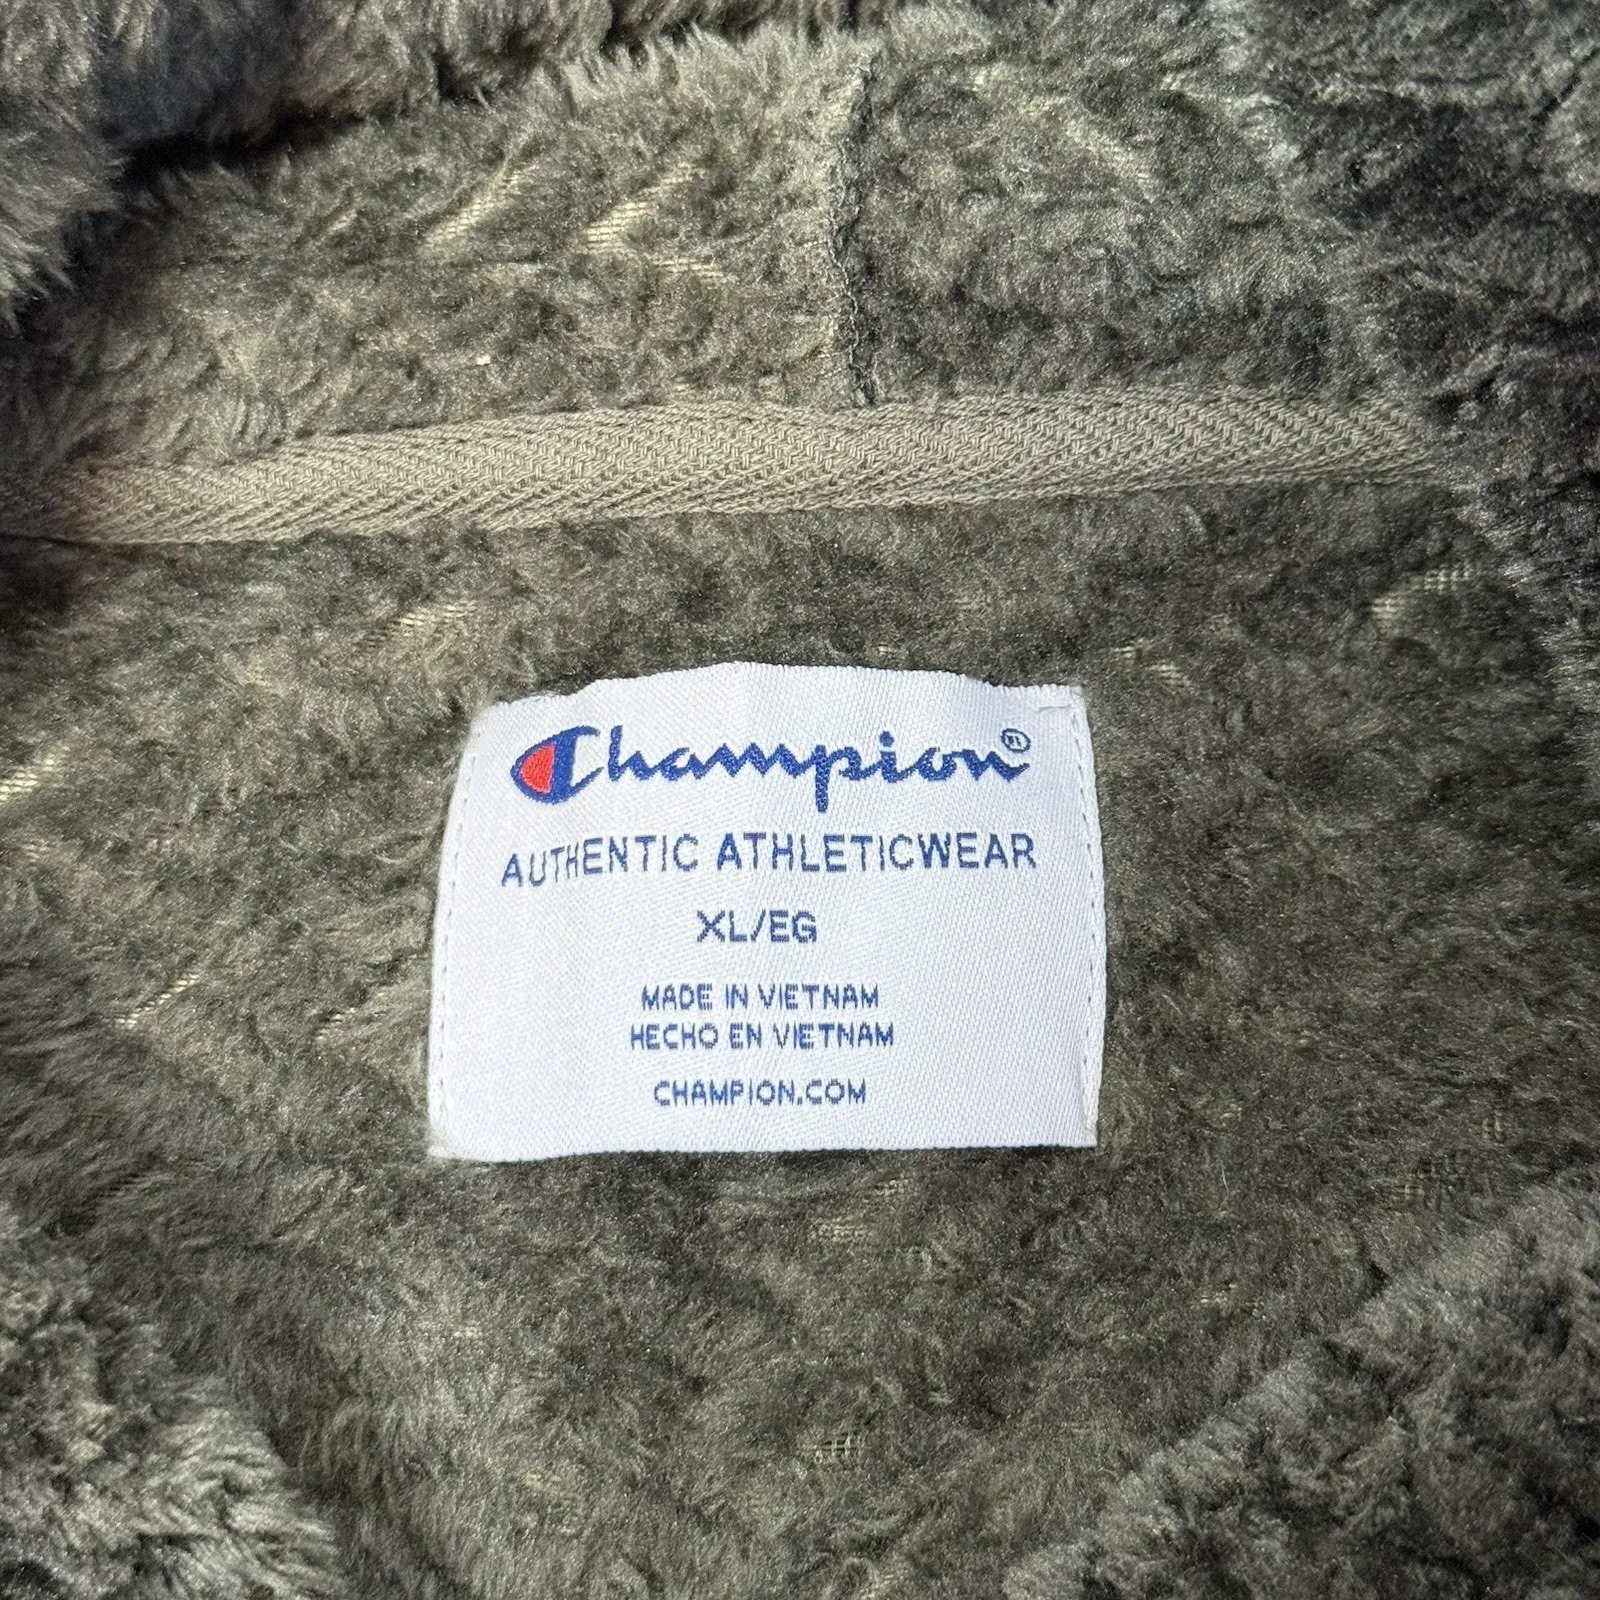 Champion®
AUTHENTIC ATHLETICWEAR
XL/EG
MADE IN VIETNAM
HECHO EN VIETNAM
CHAMPION.COM